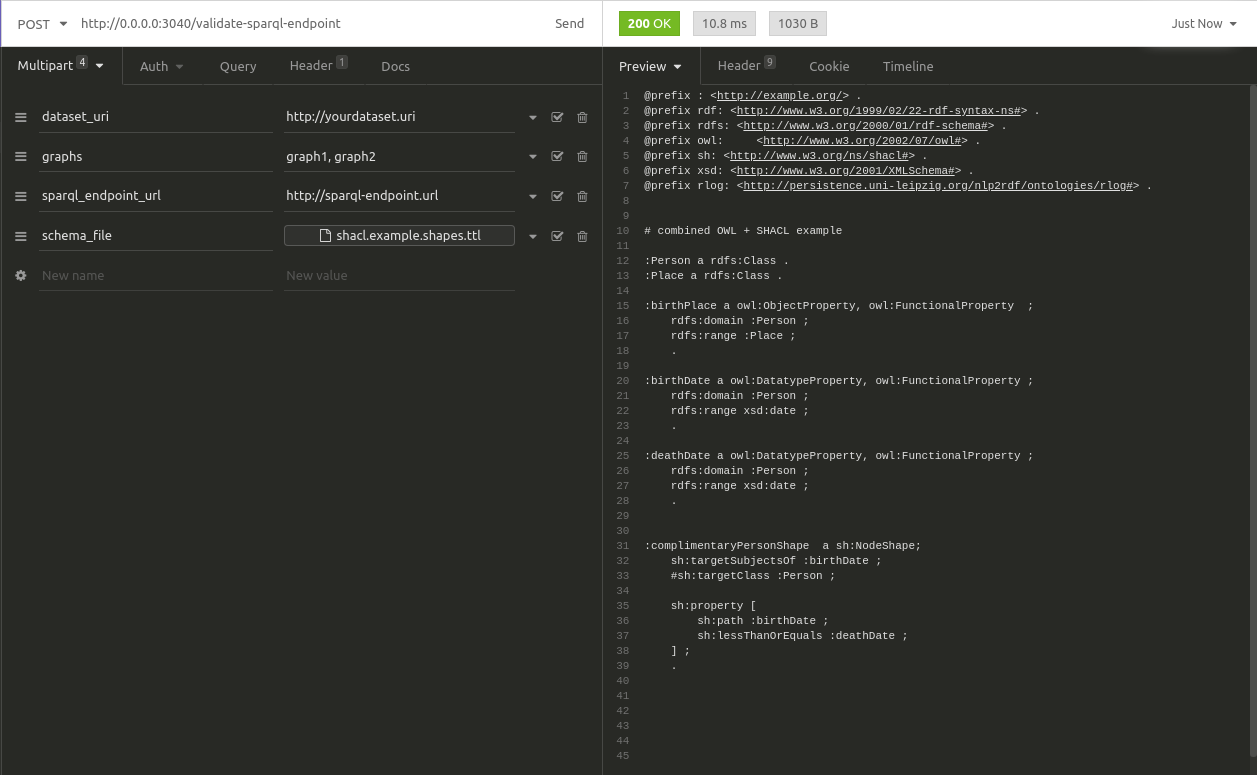 POST http://0.0.0.0:3040/validate-sparql-endpoint Send
200 OK 10.8 ms 1030 B Just Now
Multipart 4 Auth Query Header 1 Docs
dataset_uri http://yourdataset.uri
graphs graph1, graph2
sparql_endpoint_url http://sparql-endpoint.url
schema_file shacl.example.shapes.ttl
New name New value
Preview Header 9 Cookie Timeline
1 @prefix : <http://example.org/> .
2 @prefix rdf: <http://www.w3.org/1999/02/22-rdf-syntax-ns#> .
3 @prefix rdfs: <http://www.w3.org/2000/01/rdf-schema#> .
4 @prefix owl:     <http://www.w3.org/2002/07/owl#> .
5 @prefix sh: <http://www.w3.org/ns/shacl#> .
6 @prefix xsd: <http://www.w3.org/2001/XMLSchema#> .
7 @prefix rlog: <http://persistence.uni-leipzig.org/nlp2rdf/ontologies/rlog#> .
8
9
10 # combined OWL + SHACL example
11
12 :Person a rdfs:Class .
13 :Place a rdfs:Class .
14
15 :birthPlace a owl:ObjectProperty, owl:FunctionalProperty  ;
16     rdfs:domain :Person ;
17     rdfs:range :Place ;
18     .
19
20 :birthDate a owl:DatatypeProperty, owl:FunctionalProperty ;
21     rdfs:domain :Person ;
22     rdfs:range xsd:date ;
23     .
24
25 :deathDate a owl:DatatypeProperty, owl:FunctionalProperty ;
26     rdfs:domain :Person ;
27     rdfs:range xsd:date ;
28     .
29
30
31 :complimentaryPersonShape  a sh:NodeShape;
32     sh:targetSubjectsOf :birthDate ;
33     #sh:targetClass :Person ;
34
35     sh:property [
36         sh:path :birthDate ;
37         sh:lessThanOrEquals :deathDate ;
38     ] ;
39     .
40
41
42
43
44
45